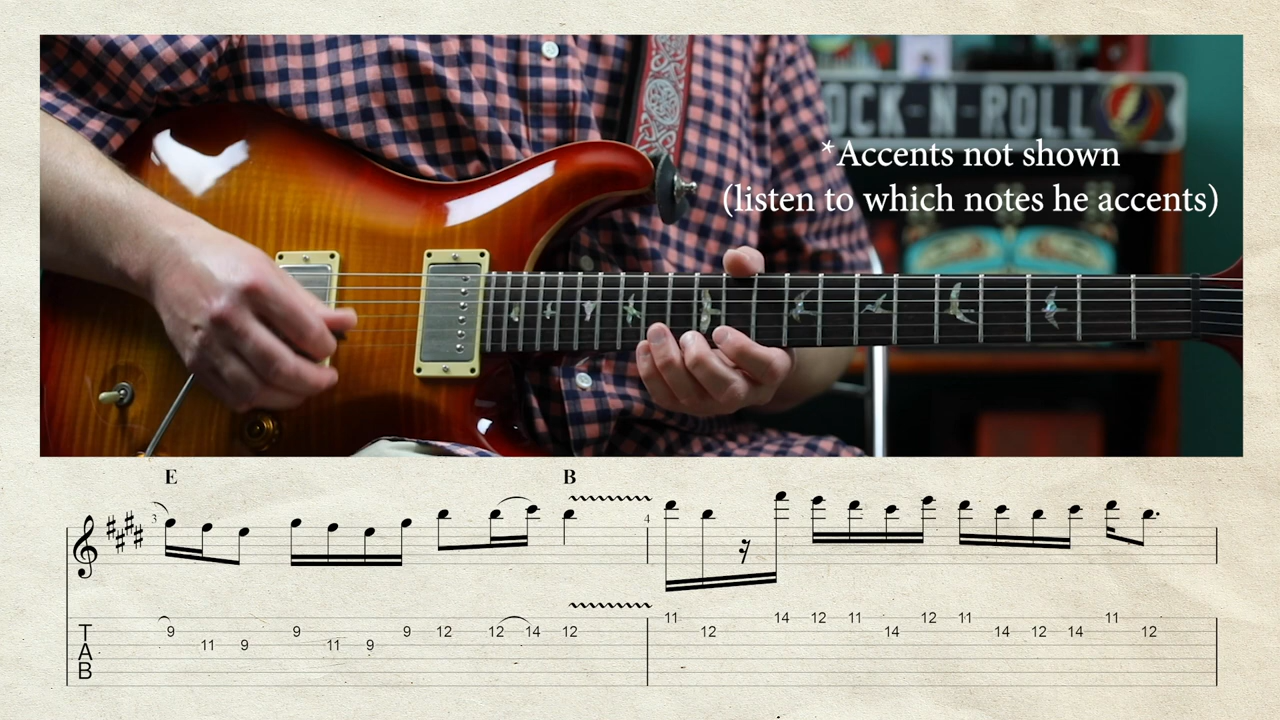 OCK-N-ROLL
*Accents not shown
(listen to which notes he accents)
E B
3 4
9 11 9 9 11 9 9 12 12 14 12 11 12 14 12 11 14 12 11 14 12 14 11 12
T
A
B